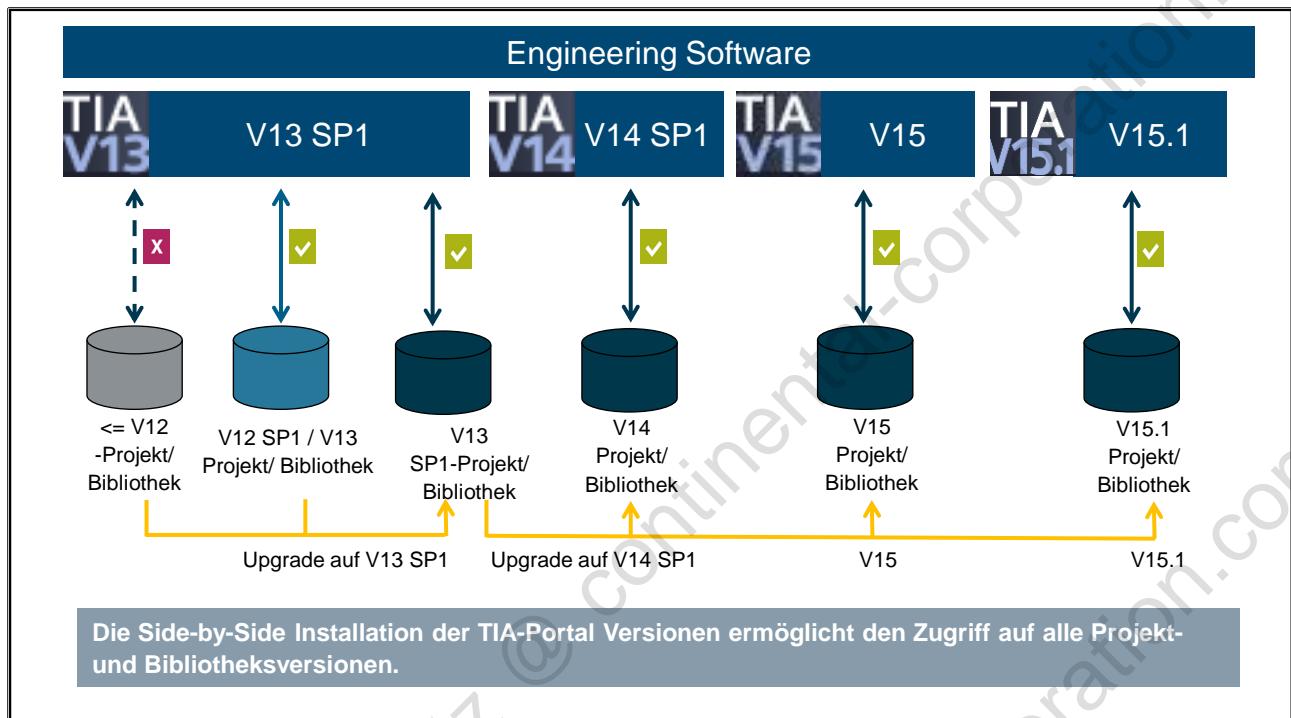 Engineering Software
TIA V13
V13 SP1
TIA V14
V14 SP1
TIA V15
V15
TIA V15.1
V15.1
X
<= V12
-Projekt/
Bibliothek
V12 SP1 / V13
Projekt/ Bibliothek
V13
SP1-Projekt/
Bibliothek
V14
Projekt/
Bibliothek
V15
Projekt/
Bibliothek
V15.1
Projekt/
Bibliothek
Upgrade auf V13 SP1
Upgrade auf V14 SP1
V15
V15.1
Die Side-by-Side Installation der TIA-Portal Versionen ermöglicht den Zugriff auf alle Projekt-
und Bibliotheksversionen.
z @ continental-corporation.